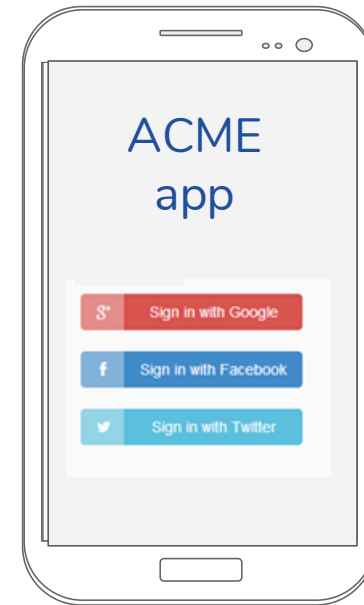 ACME
app
g+ Sign in with Google
f Sign in with Facebook
Sign in with Twitter